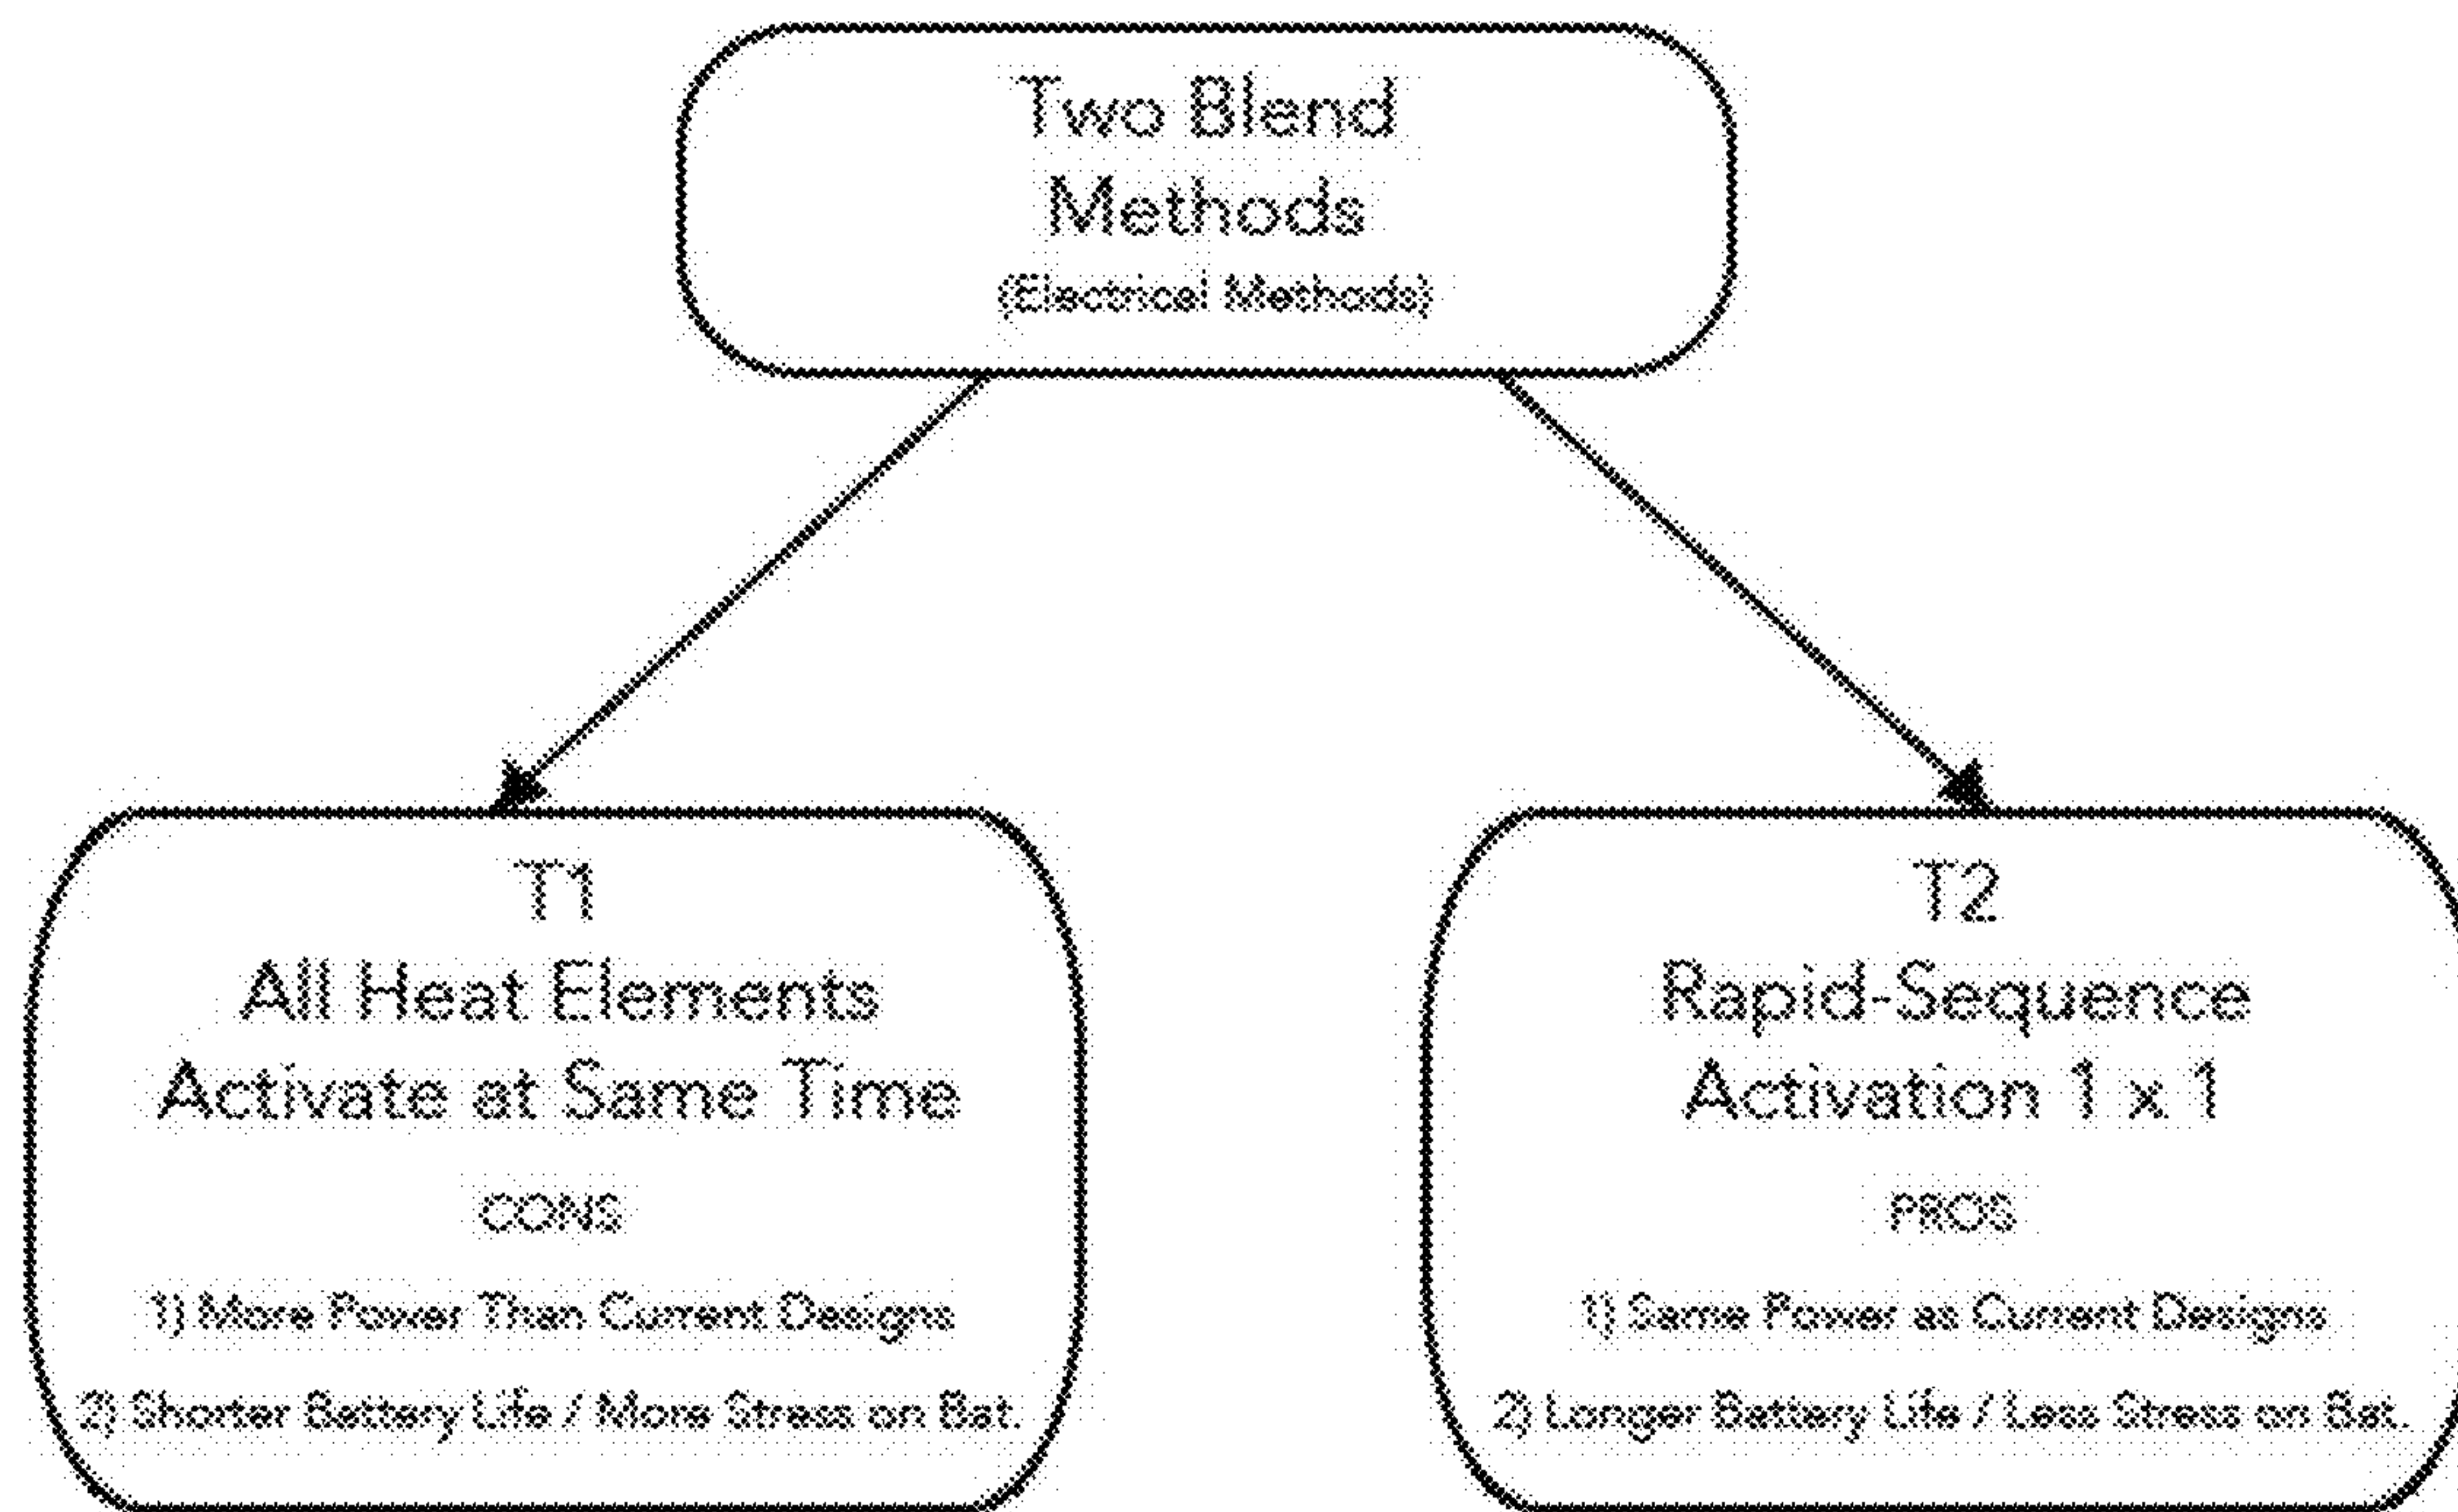 Two Blend
Methods
(Electrical Methods)
T1
All Heat Elements
Activate at Same Time
CONS
1) More Power Than Current Designs
2) Shorter Battery Life / More Stress on Bat.
T2
Rapid-Sequence
Activation 1 x 1
PROS
1) Same Power as Current Designs
2) Longer Battery Life / Less Stress on Bat.